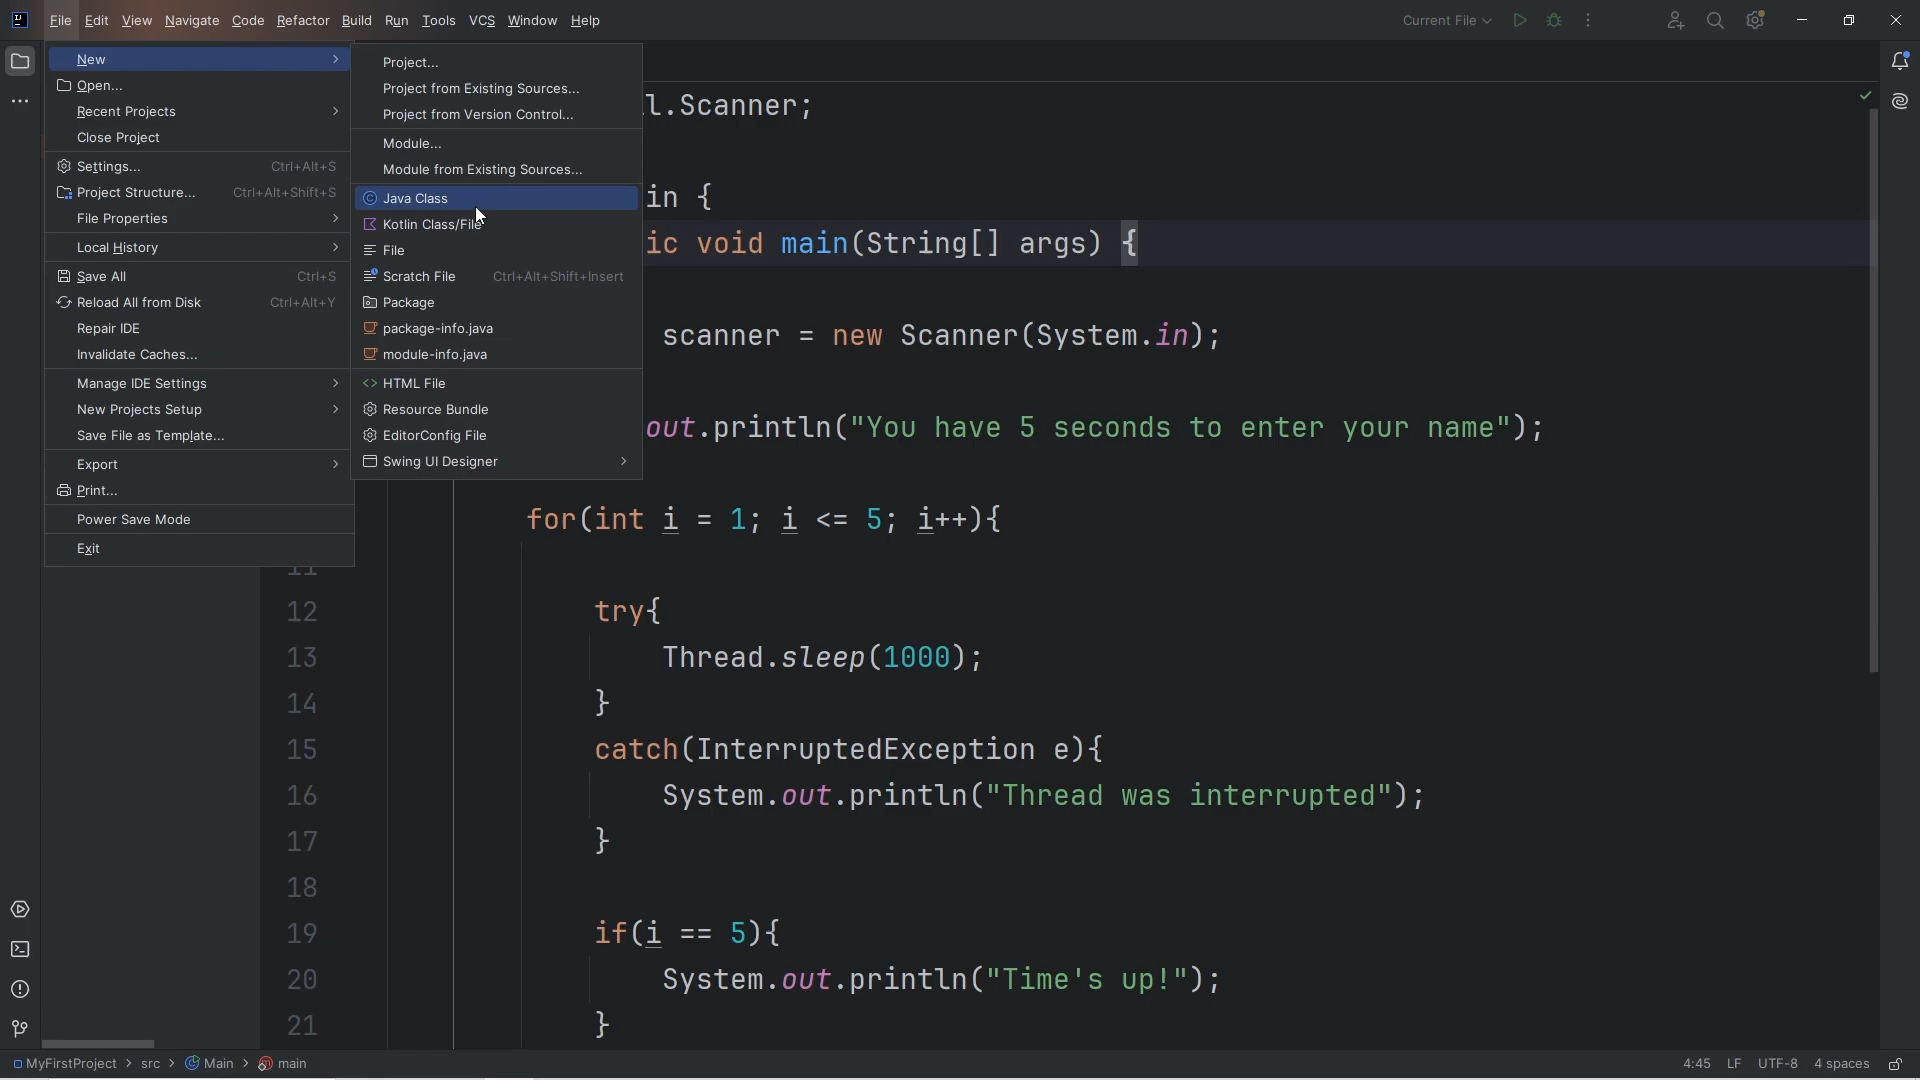 File Edit View Navigate Code Refactor Build Run Tools VCS Window Help
Current File
New
Open...
Recent Projects
Close Project
Settings... Ctrl+Alt+S
Project Structure... Ctrl+Alt+Shift+S
File Properties
Local History
Save All Ctrl+S
Reload All from Disk Ctrl+Alt+Y
Repair IDE
Invalidate Caches...
Manage IDE Settings
New Projects Setup
Save File as Template...
Export
Print...
Power Save Mode
Exit
Project...
Project from Existing Sources...
Project from Version Control...
Module...
Module from Existing Sources...
Java Class
Kotlin Class/File
File
Scratch File Ctrl+Alt+Shift+Insert
Package
package-info.java
module-info.java
HTML File
Resource Bundle
EditorConfig File
Swing UI Designer
l.Scanner;
in {
ic void main(String[] args) {
scanner = new Scanner(System.in);
out.println("You have 5 seconds to enter your name");
for(int i = 1; i <= 5; i++){
11
12 try{
13 Thread.sleep(1000);
14 }
15 catch(InterruptedException e){
16 System.out.println("Thread was interrupted");
17 }
18
19 if(i == 5){
20 System.out.println("Time's up!");
21 }
MyFirstProject > src > Main > main
4:45 LF UTF-8 4 spaces